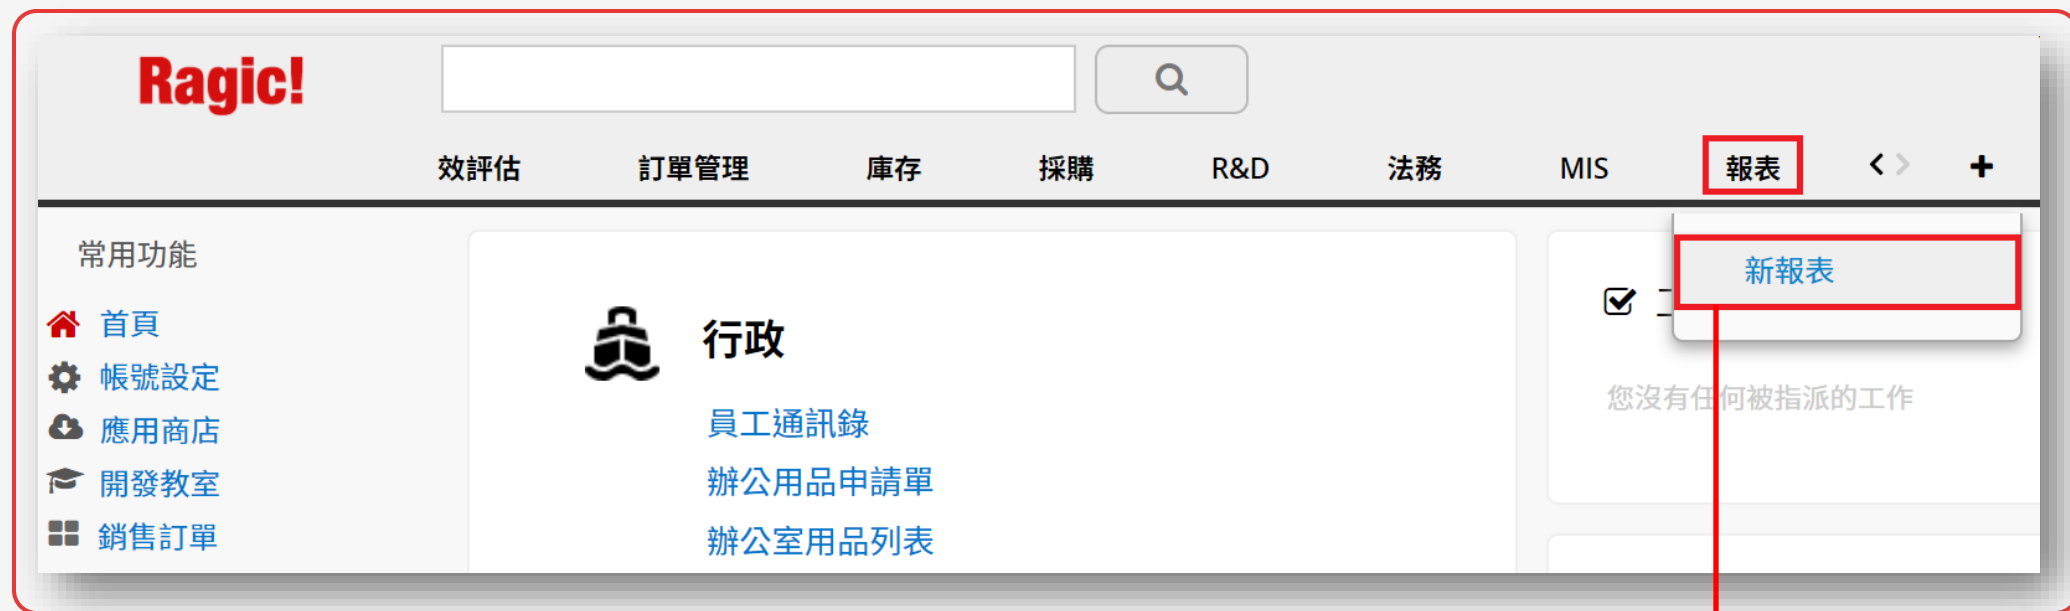 Ragic!
效評估 訂單管理 庫存 採購 R&D 法務 MIS 報表
常用功能
首頁
帳號設定
應用商店
開發教室
銷售訂單
行政
員工通訊錄
辦公用品申請單
辦公室用品列表
新報表
您沒有任何被指派的工作